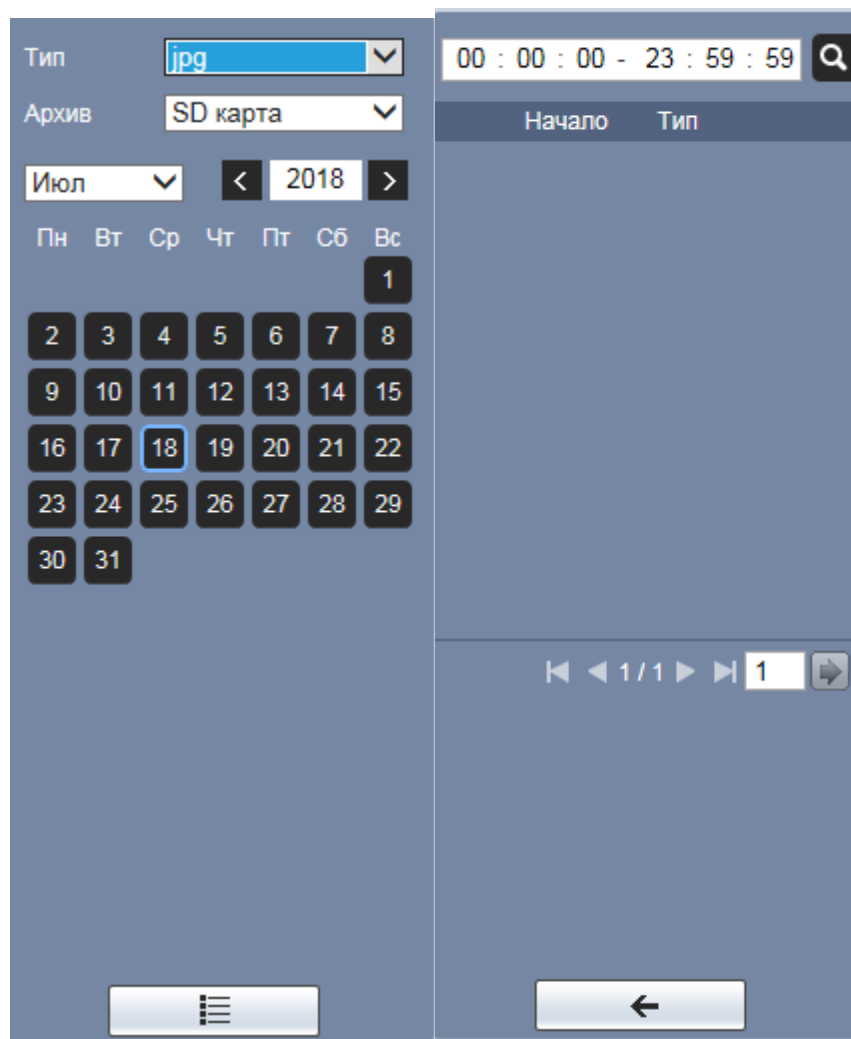 Тип jpg
Архив SD карта
Июл < 2018 >
Пн Вт Ср Чт Пт Сб Вс
1
2 3 4 5 6 7 8
9 10 11 12 13 14 15
16 17 18 19 20 21 22
23 24 25 26 27 28 29
30 31
00 : 00 : 00 - 23 : 59 : 59
Начало Тип
1 / 1 1